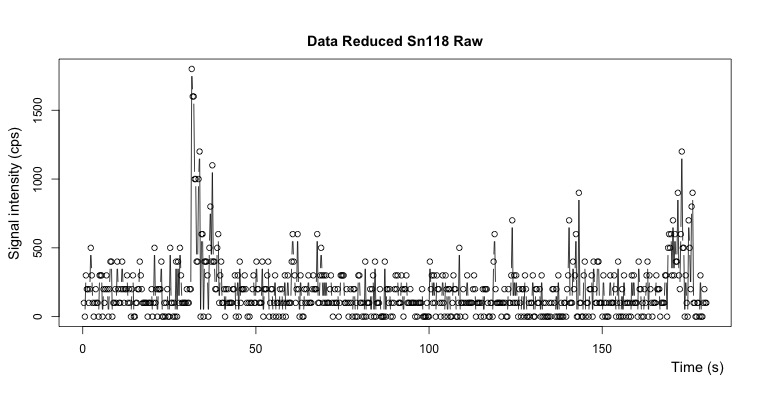 Data Reduced Sn118 Raw
Signal intensity (cps)
1500
1000
500
0
0 50 100 150
Time (s)